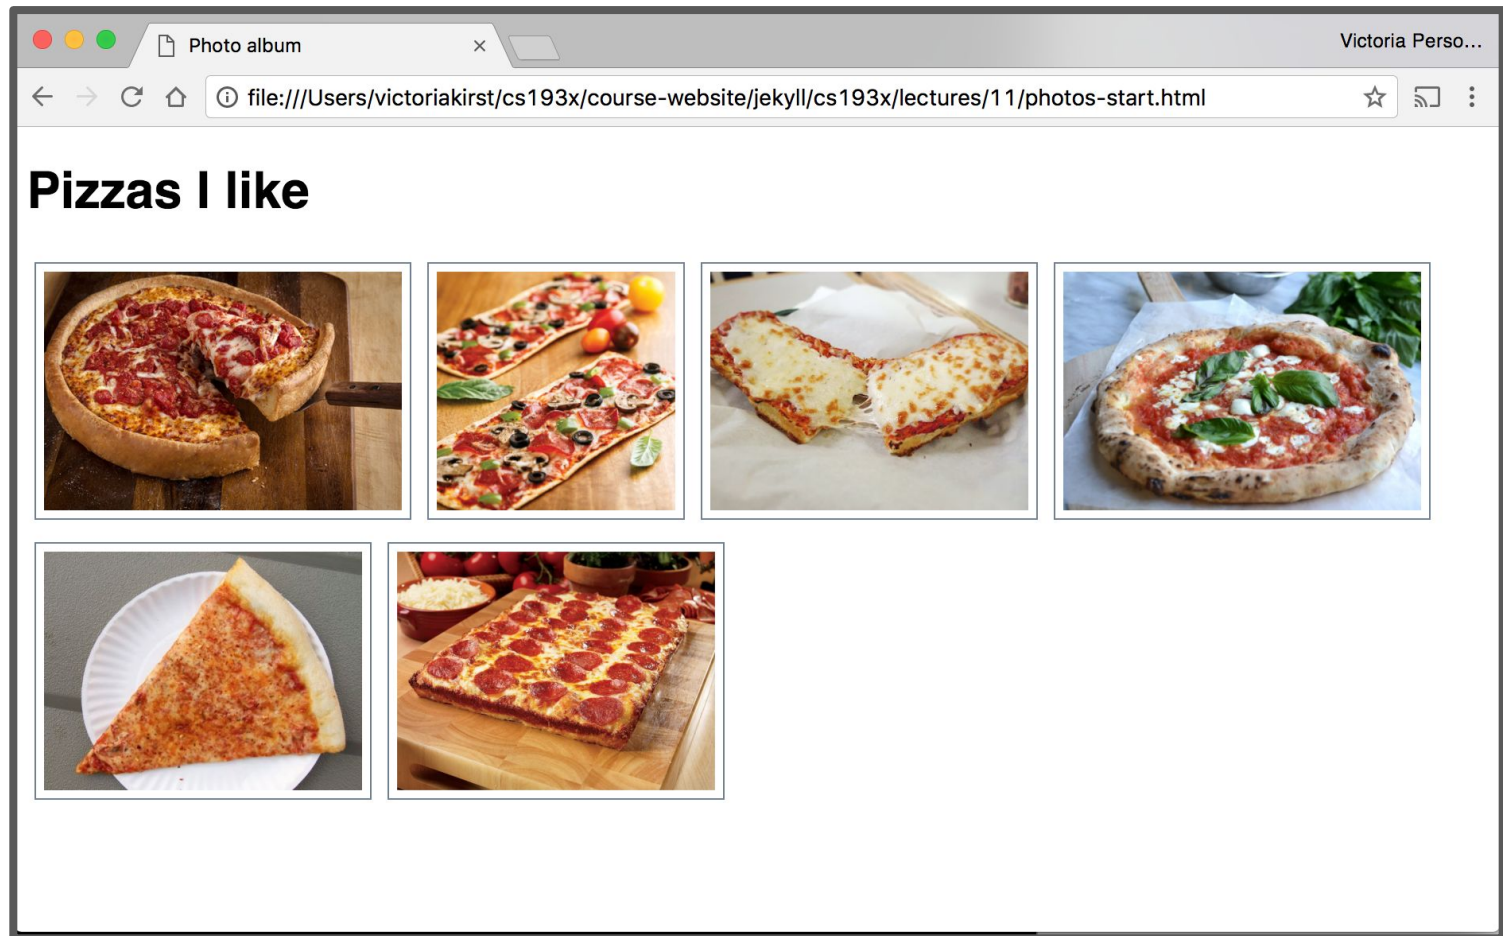 Photo album
Victoria Perso...
file:///Users/victoriakirst/cs193x/course-website/jekyll/cs193x/lectures/11/photos-start.html
Pizzas I like